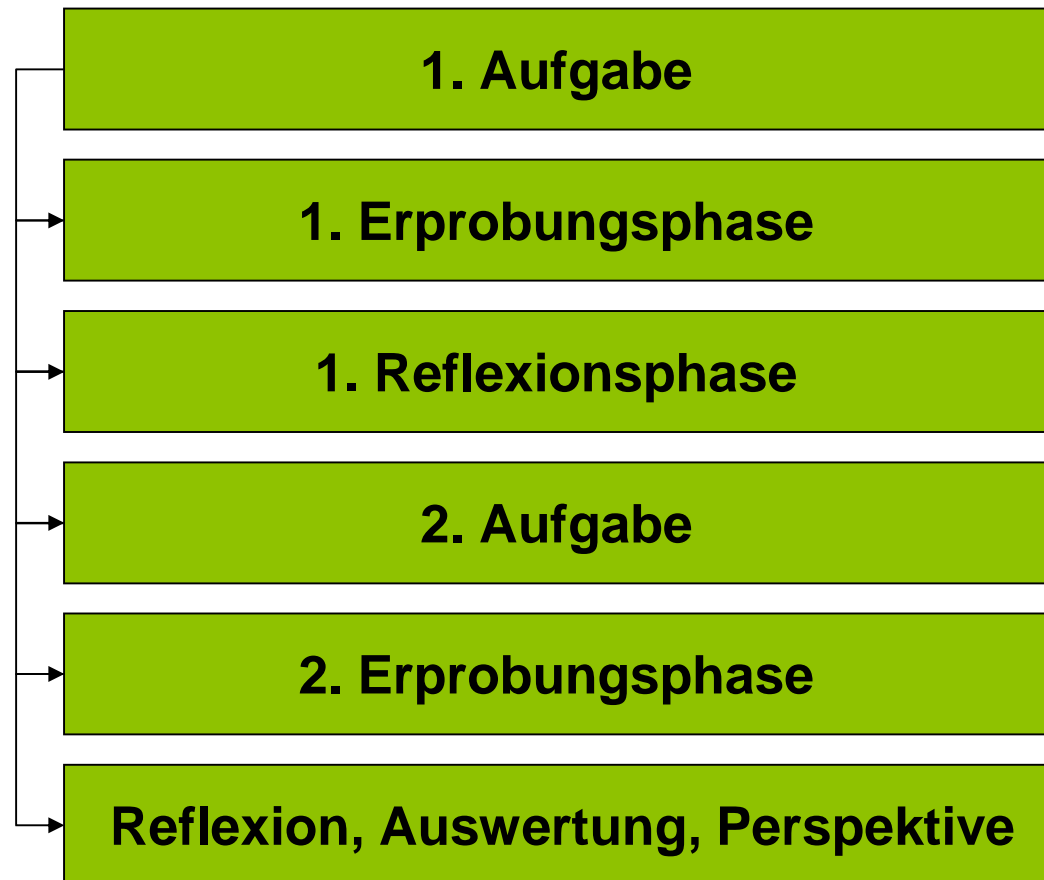 1. Aufgabe
1. Erprobungsphase
1. Reflexionsphase
2. Aufgabe
2. Erprobungsphase
Reflexion, Auswertung, Perspektive